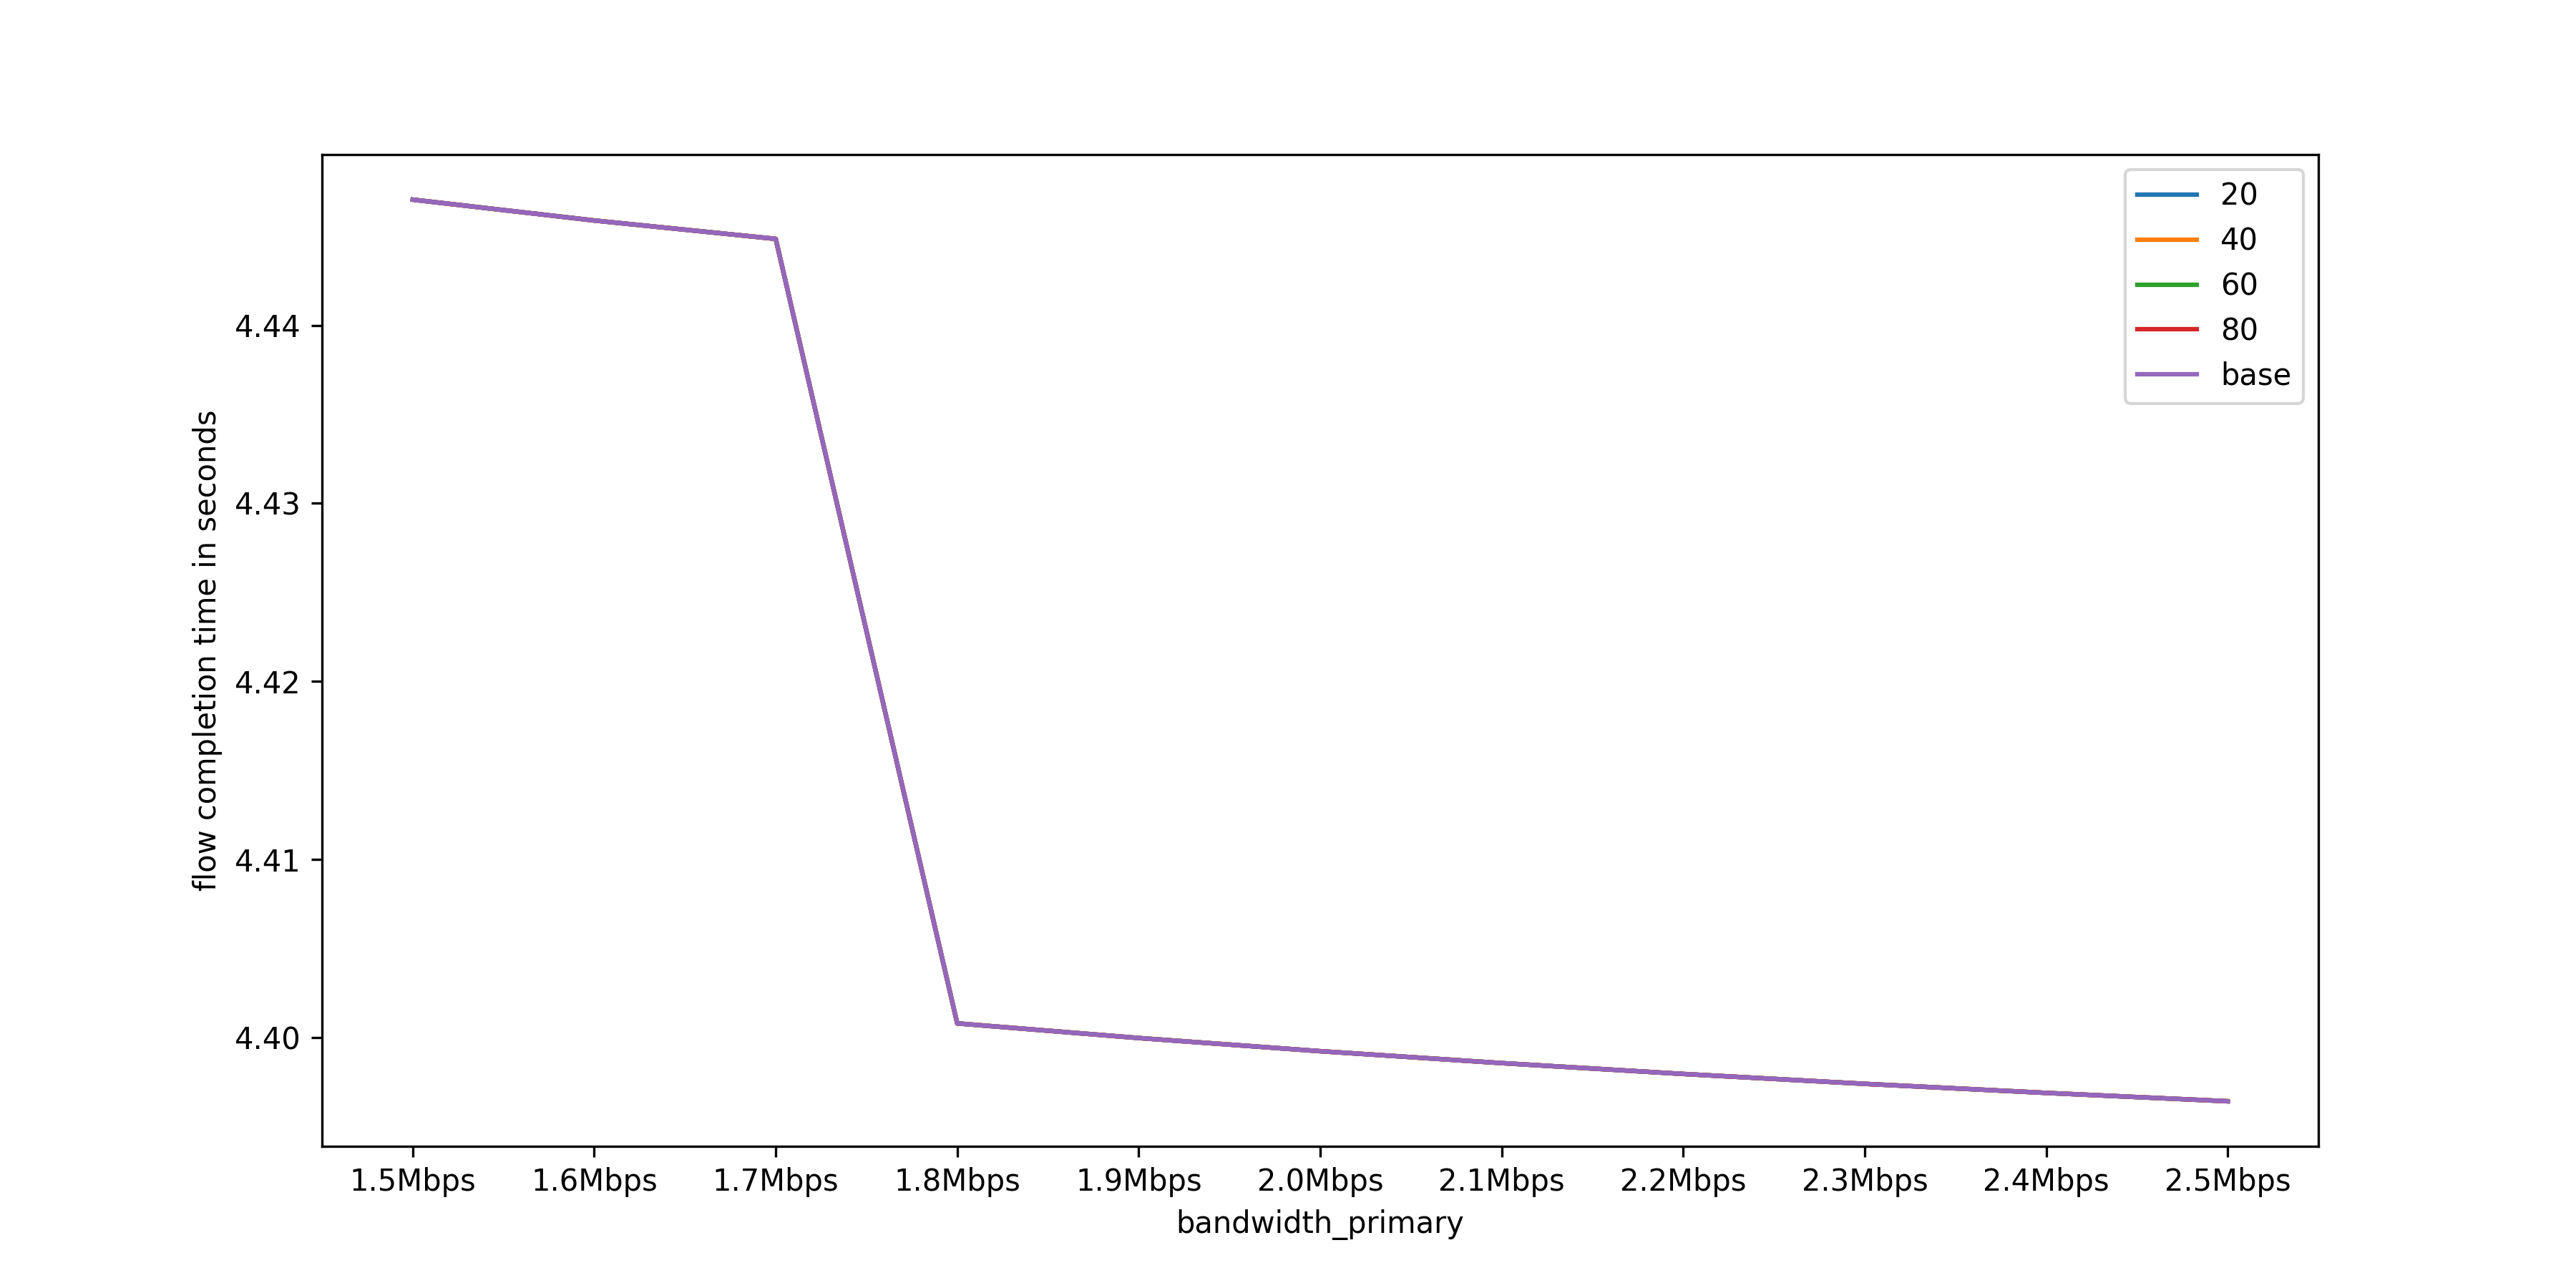 20
40
60
80
base
4.44
4.43
4.42
4.41
4.40
flow completion time in seconds
1.5Mbps 1.6Mbps 1.7Mbps 1.8Mbps 1.9Mbps 2.0Mbps 2.1Mbps 2.2Mbps 2.3Mbps 2.4Mbps 2.5Mbps
bandwidth_primary